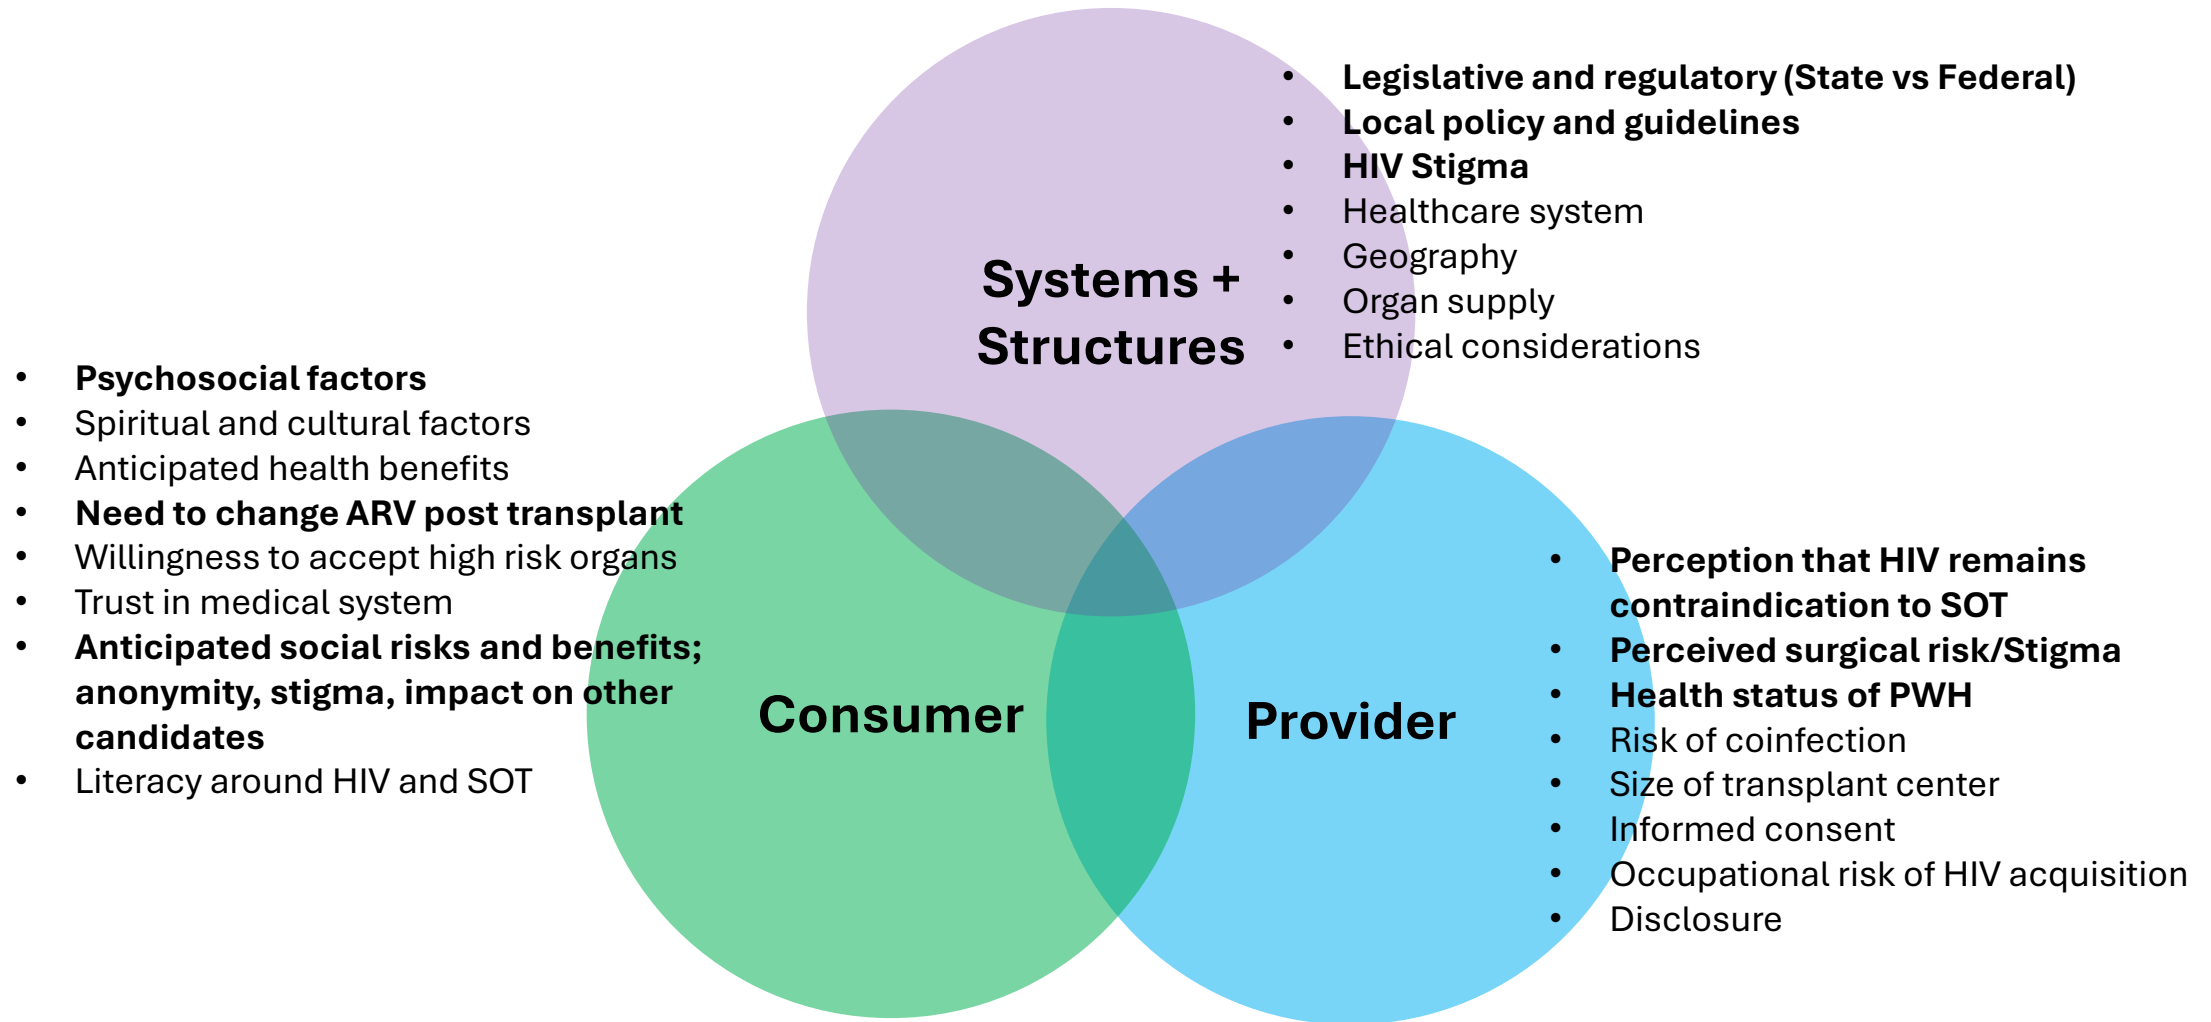 • Legislative and regulatory (State vs Federal)
• Local policy and guidelines
• HIV Stigma
• Healthcare system
• Geography
• Organ supply
• Ethical considerations
Systems +
Structures
• Psychosocial factors
• Spiritual and cultural factors
• Anticipated health benefits
• Need to change ARV post transplant
• Willingness to accept high risk organs
• Trust in medical system
• Anticipated social risks and benefits;
anonymity, stigma, impact on other
candidates
• Literacy around HIV and SOT
Consumer
Provider
• Perception that HIV remains
contraindication to SOT
• Perceived surgical risk/Stigma
• Health status of PWH
• Risk of coinfection
• Size of transplant center
• Informed consent
• Occupational risk of HIV acquisition
• Disclosure